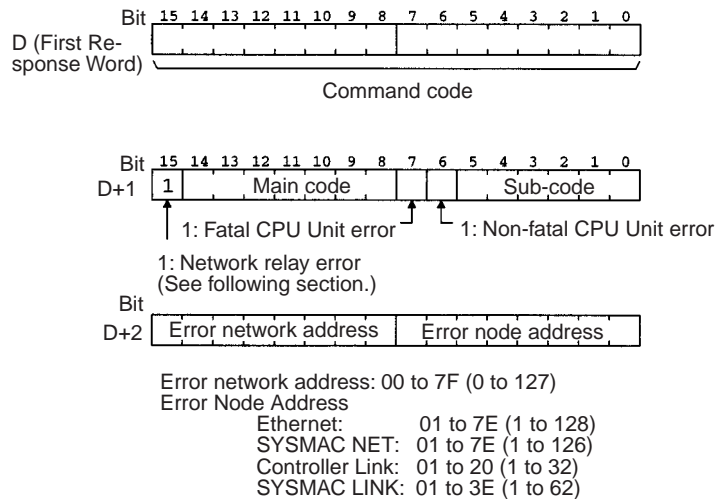 Bit 15 14 13 12 11 10 9 8 7 6 5 4 3 2 1 0
D (First Re-
sponse Word)
Command code
Bit 15 14 13 12 11 10 9 8 7 6 5 4 3 2 1 0
D+1 1 Main code Sub-code
1: Fatal CPU Unit error 1: Non-fatal CPU Unit error
1: Network relay error
(See following section.)
Bit
D+2 Error network address Error node address
Error network address: 00 to 7F (0 to 127)
Error Node Address
Ethernet: 01 to 7E (1 to 128)
SYSMAC NET: 01 to 7E (1 to 126)
Controller Link: 01 to 20 (1 to 32)
SYSMAC LINK: 01 to 3E (1 to 62)